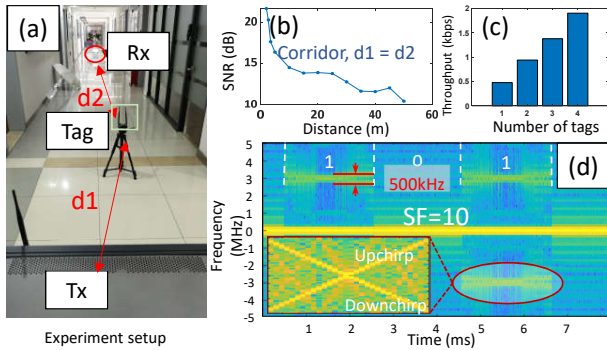 (a)
Rx
d2
Tag
d1
Tx
Experiment setup
(b)
SNR (dB)
20
15
10
Corridor, d1 = d2
0
20
40
60
Distance (m)
(c)
Throughput (kbps)
2
1.5
1
0.5
0
1
2
3
4
Number of tags
(d)
Frequency
(MHz)
5
4
3
2
1
0
-1
-2
-3
-4
-5
1
0
1
500kHz
SF=10
Upchirp
Downchirp
1
2
3
4
5
6
7
Time (ms)